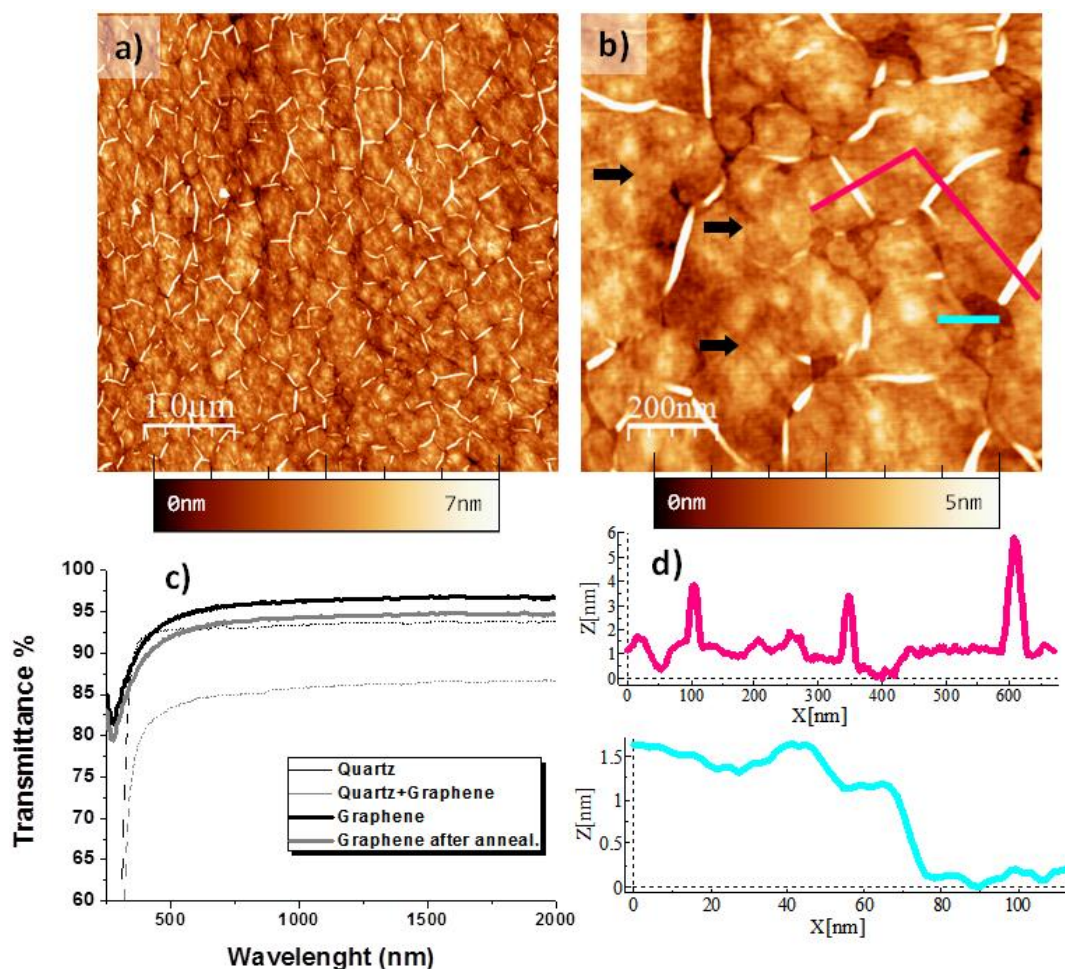 a)
1.0μm
0nm 7nm
b)
200nm
0nm 5nm
c)
Transmittance %
100
95
90
85
80
75
70
65
60
Quartz
Quartz+Graphene
Graphene
Graphene after anneal.
500 1000 1500 2000
Wavelenght (nm)
d)
Z[nm]
6
5
4
3
2
1
0
0 100 200 300 400 500 600
X[nm]
Z[nm]
1.5
1
0.5
0
0 20 40 60 80 100
X[nm]